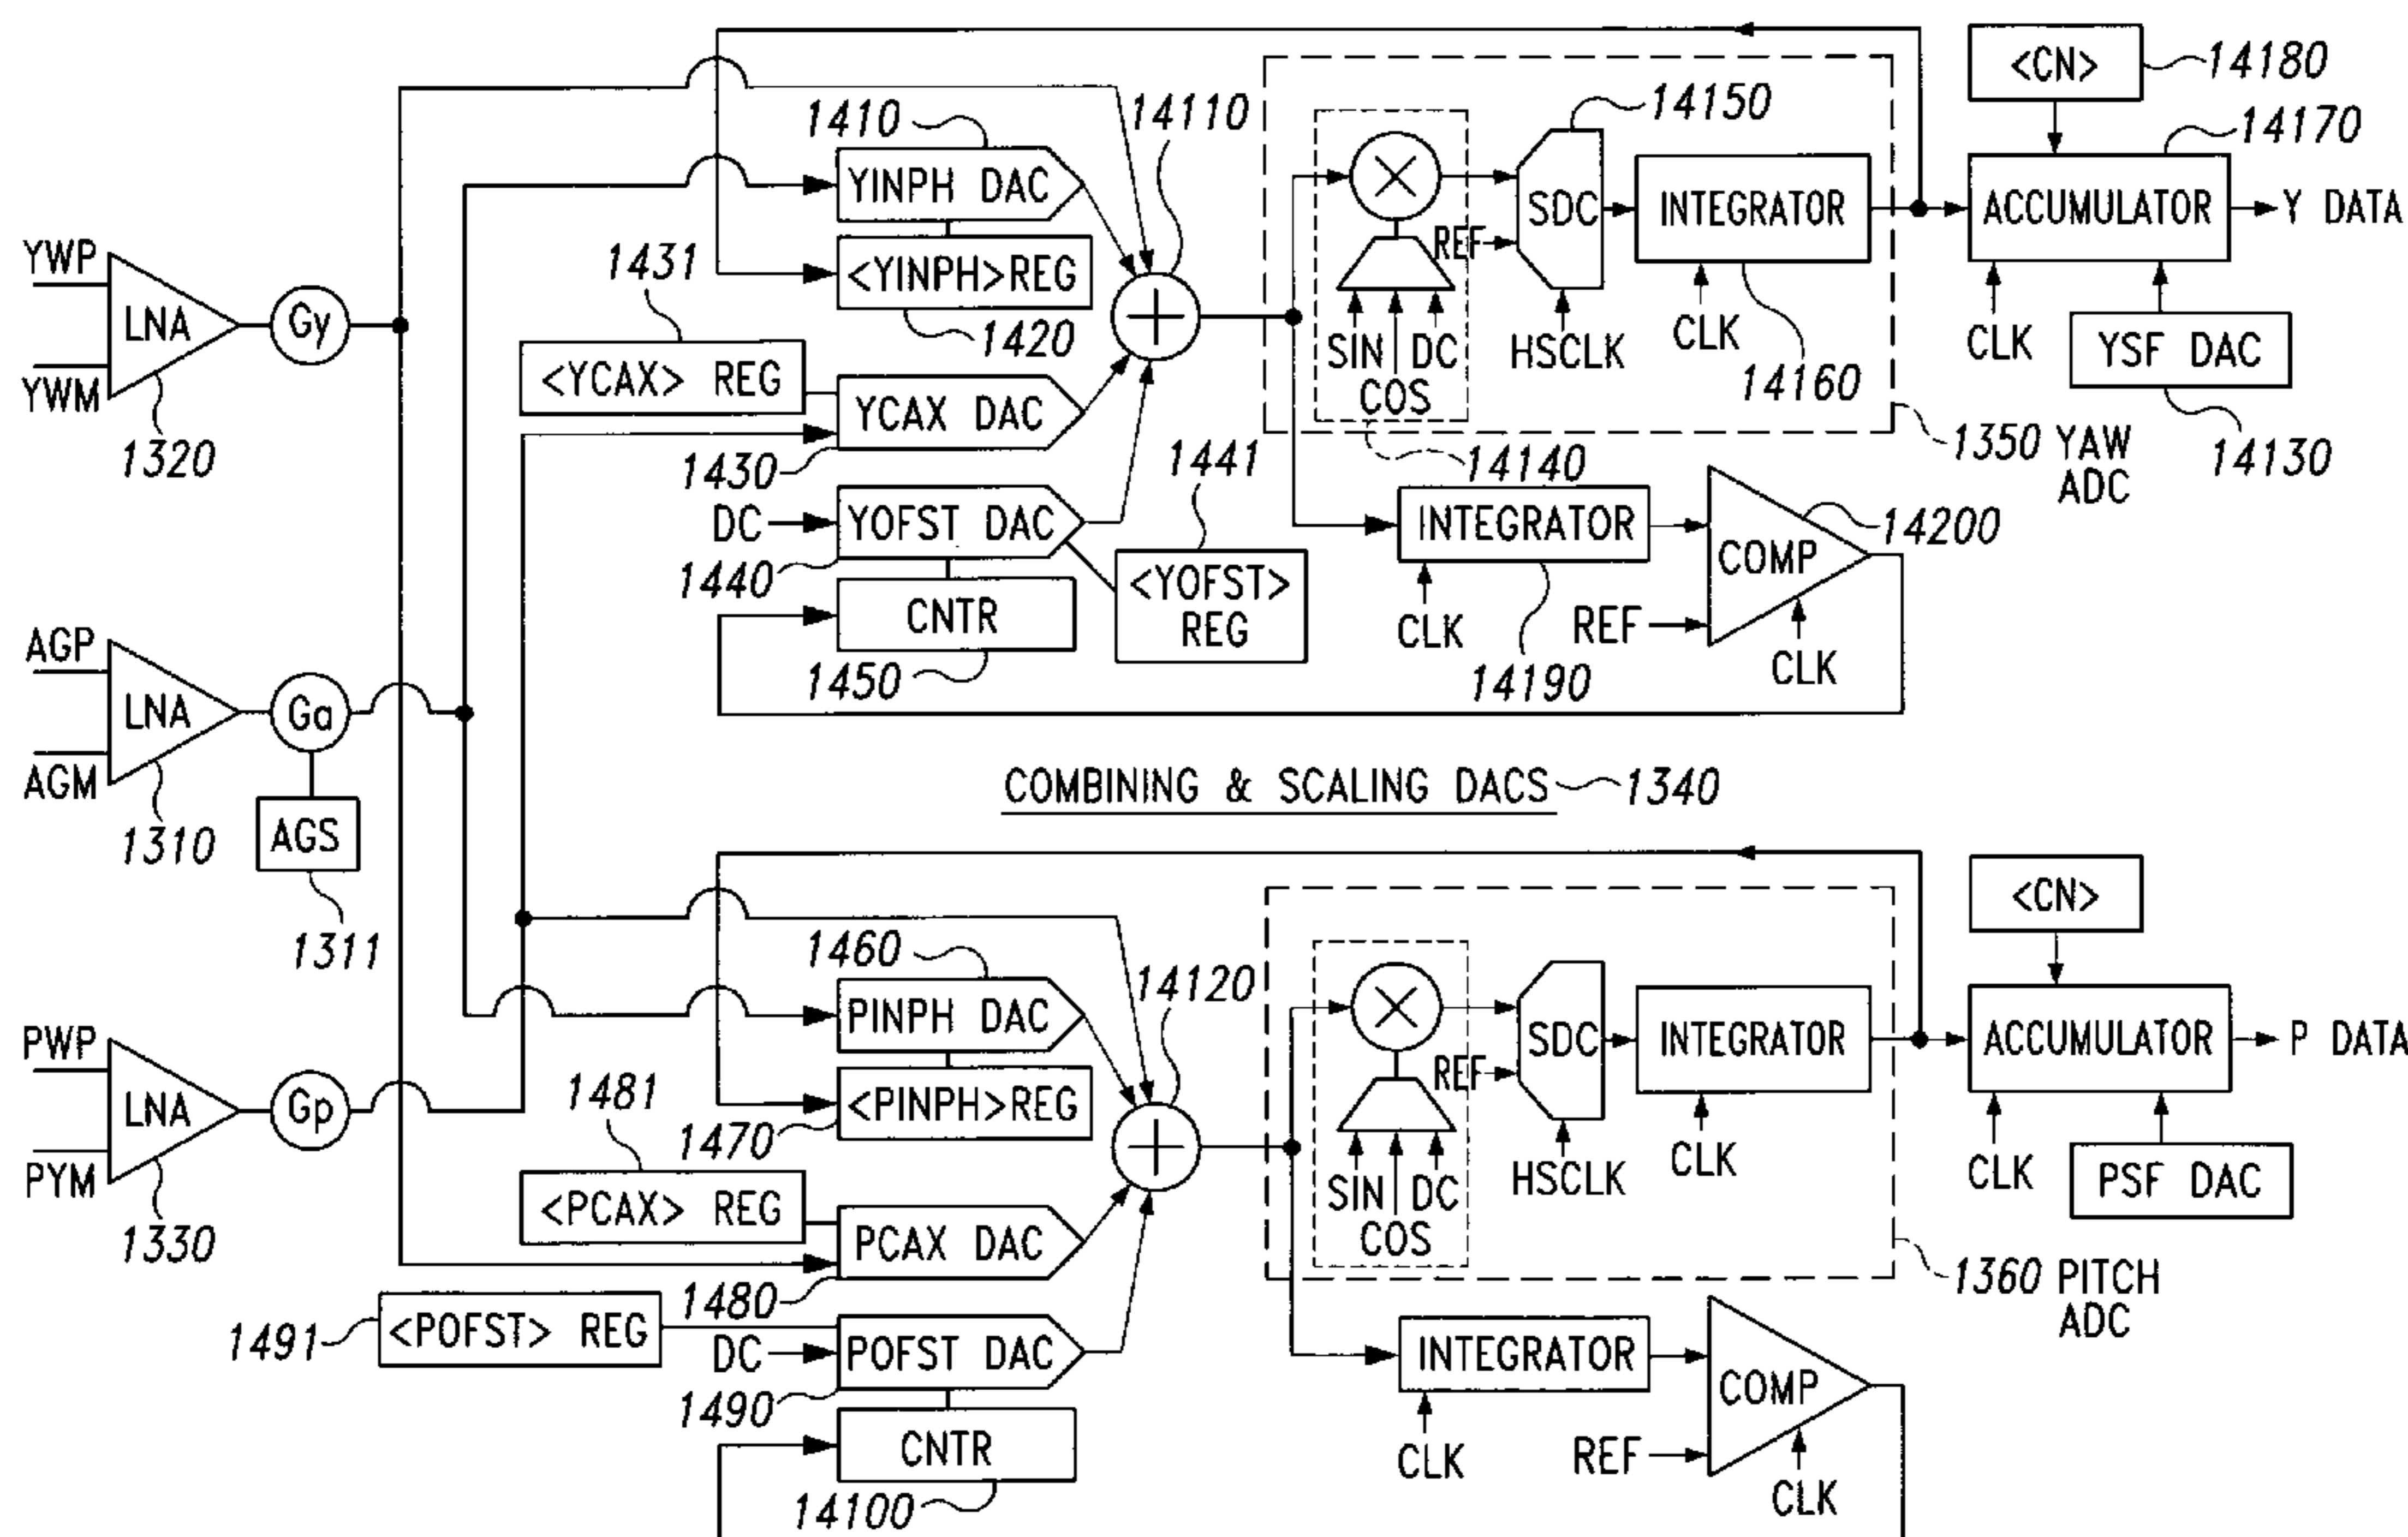 <CN>
14180
14150
1410
14110
14170
YINPH DAC
SDC
INTEGRATOR
ACCUMULATOR
Y DATA
YWP
LNA
Gy
YWM
1320
1431
<YINPH>REG
1420
REF
SIN DC
COS
HSCLK
CLK
14160
CLK
YSF DAC
14130
<YCAX> REG
YCAX DAC
1430
1441
14140
1350 YAW
ADC
DC
YOFST DAC
1440
<YOFST>
REG
INTEGRATOR
COMP
14200
CNTR
1450
CLK
14190
REF
CLK
AGP
LNA
Ga
AGM
1310
AGS
1311
COMBINING & SCALING DACS
1340
<CN>
1460
14120
PINPH DAC
SDC
INTEGRATOR
ACCUMULATOR
P DATA
PWP
LNA
Gp
PYM
1330
1481
<PINPH>REG
1470
REF
SIN DC
COS
HSCLK
CLK
CLK
PSF DAC
<PCAX> REG
PCAX DAC
1480
1360 PITCH
ADC
1491
<POFST> REG
DC
POFST DAC
1490
INTEGRATOR
COMP
CNTR
14100
CLK
REF
CLK